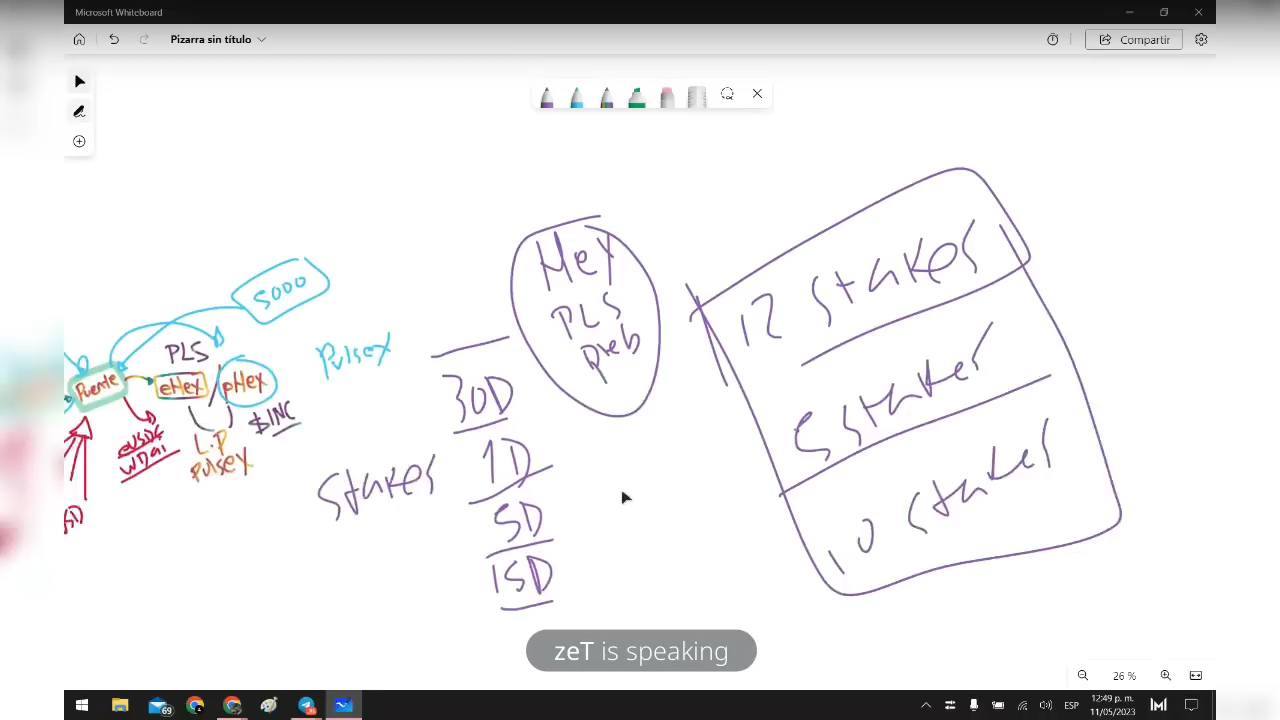 Microsoft Whiteboard
Pizarra sin título
Compartir
5000
PLS
Puente
eHex / pHex
$INC
eUSDC
WDai
L.P
Pulsex
SD
Pulsex
Hex
PLS
30D
Stakes
1D
5D
15D
12 Stakes
5 Stakes
10 Stakes
zeT is speaking
26 %
69
ESP
12:49 p. m.
11/05/2023